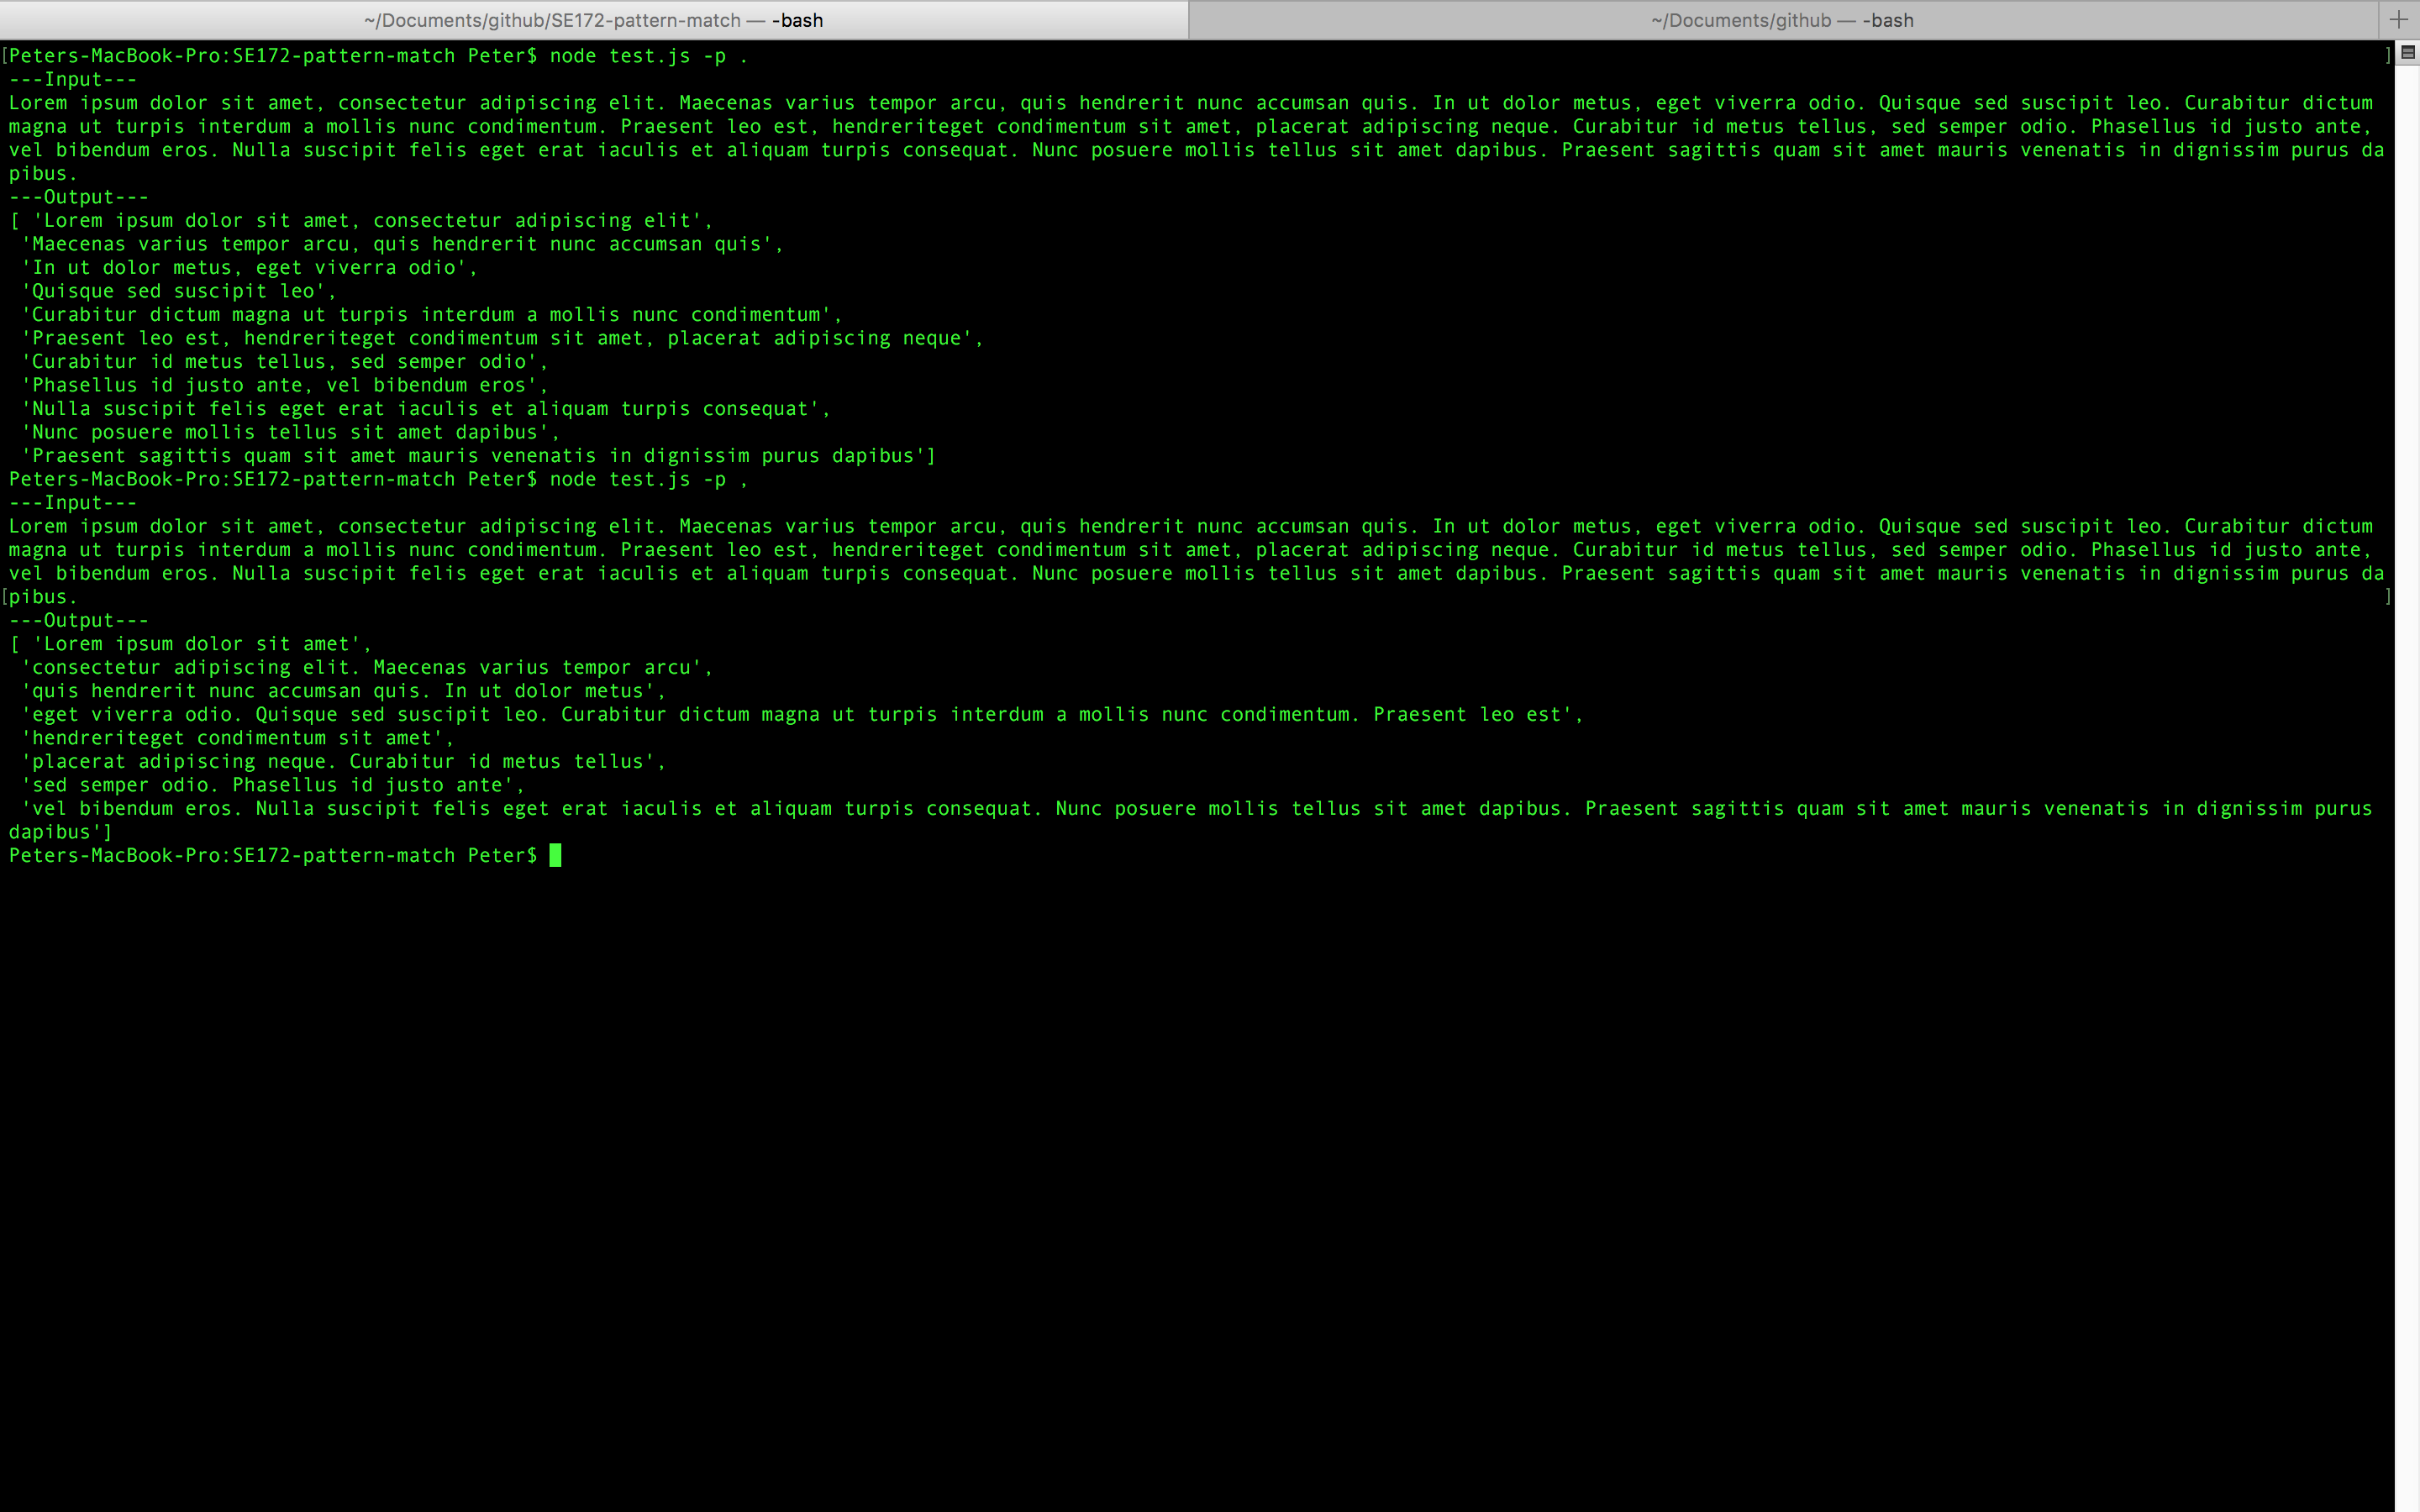 ~/Documents/github/SE172-pattern-match — -bash
~/Documents/github — -bash
[Peters-MacBook-Pro:SE172-pattern-match Peter$ node test.js -p . ]
---Input---
Lorem ipsum dolor sit amet, consectetur adipiscing elit. Maecenas varius tempor arcu, quis hendrerit nunc accumsan quis. In ut dolor metus, eget viverra odio. Quisque sed suscipit leo. Curabitur dictum
magna ut turpis interdum a mollis nunc condimentum. Praesent leo est, hendreriteget condimentum sit amet, placerat adipiscing neque. Curabitur id metus tellus, sed semper odio. Phasellus id justo ante,
vel bibendum eros. Nulla suscipit felis eget erat iaculis et aliquam turpis consequat. Nunc posuere mollis tellus sit amet dapibus. Praesent sagittis quam sit amet mauris venenatis in dignissim purus da
pibus.
---Output---
[ 'Lorem ipsum dolor sit amet, consectetur adipiscing elit',
'Maecenas varius tempor arcu, quis hendrerit nunc accumsan quis',
'In ut dolor metus, eget viverra odio',
'Quisque sed suscipit leo',
'Curabitur dictum magna ut turpis interdum a mollis nunc condimentum',
'Praesent leo est, hendreriteget condimentum sit amet, placerat adipiscing neque',
'Curabitur id metus tellus, sed semper odio',
'Phasellus id justo ante, vel bibendum eros',
'Nulla suscipit felis eget erat iaculis et aliquam turpis consequat',
'Nunc posuere mollis tellus sit amet dapibus',
'Praesent sagittis quam sit amet mauris venenatis in dignissim purus dapibus']
Peters-MacBook-Pro:SE172-pattern-match Peter$ node test.js -p ,
---Input---
Lorem ipsum dolor sit amet, consectetur adipiscing elit. Maecenas varius tempor arcu, quis hendrerit nunc accumsan quis. In ut dolor metus, eget viverra odio. Quisque sed suscipit leo. Curabitur dictum
magna ut turpis interdum a mollis nunc condimentum. Praesent leo est, hendreriteget condimentum sit amet, placerat adipiscing neque. Curabitur id metus tellus, sed semper odio. Phasellus id justo ante,
vel bibendum eros. Nulla suscipit felis eget erat iaculis et aliquam turpis consequat. Nunc posuere mollis tellus sit amet dapibus. Praesent sagittis quam sit amet mauris venenatis in dignissim purus da
[pibus. ]
---Output---
[ 'Lorem ipsum dolor sit amet',
'consectetur adipiscing elit. Maecenas varius tempor arcu',
'quis hendrerit nunc accumsan quis. In ut dolor metus',
'eget viverra odio. Quisque sed suscipit leo. Curabitur dictum magna ut turpis interdum a mollis nunc condimentum. Praesent leo est',
'hendreriteget condimentum sit amet',
'placerat adipiscing neque. Curabitur id metus tellus',
'sed semper odio. Phasellus id justo ante',
'vel bibendum eros. Nulla suscipit felis eget erat iaculis et aliquam turpis consequat. Nunc posuere mollis tellus sit amet dapibus. Praesent sagittis quam sit amet mauris venenatis in dignissim purus
dapibus']
Peters-MacBook-Pro:SE172-pattern-match Peter$